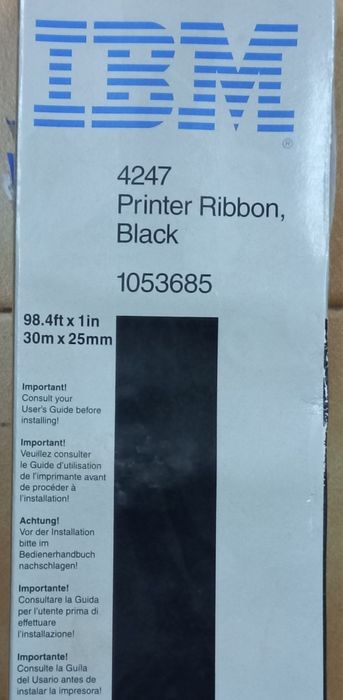 IBM
®
4247
Printer Ribbon,
Black
1053685
98.4ft x 1in
30m x 25mm
Important!
Consult your
User's Guide before
installing!
Important!
Veuillez consulter
le Guide d'utilisation
de l'imprimante avant
de procéder à
l'installation!
Achtung!
Vor der Installation
bitte im
Bedienerhandbuch
nachschlagen!
Importante!
Consultare la Guida
per l'utente prima di
effettuare
l'installazione!
Importante!
Consulte la Guila
del Usario antes de
instalar la impresora!